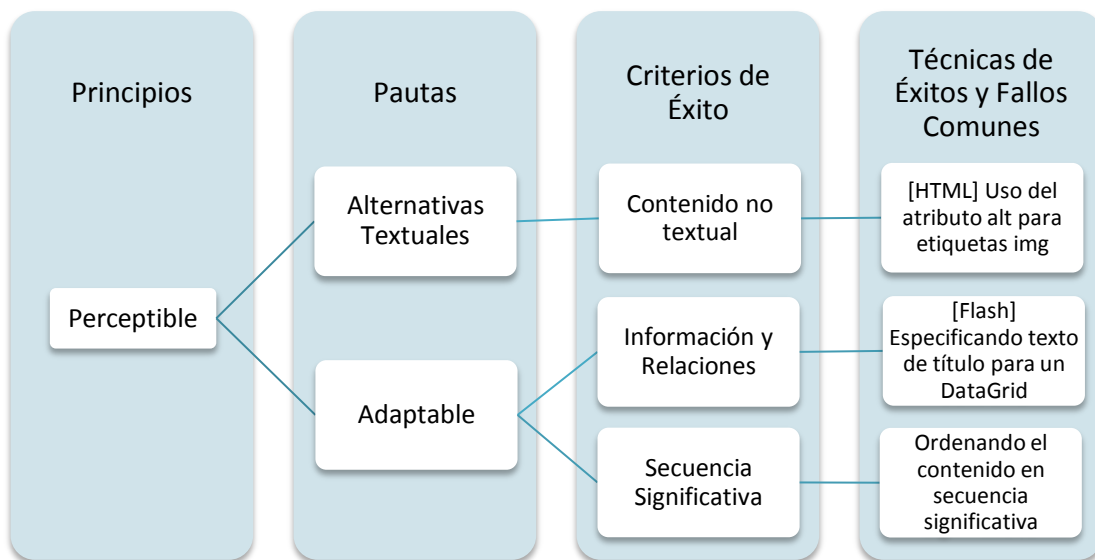 Principios
Pautas
Criterios de
Éxito
Técnicas de
Éxitos y Fallos
Comunes
Perceptible
Alternativas
Textuales
Adaptable
Contenido no
textual
Información y
Relaciones
Secuencia
Significativa
[HTML] Uso del
atributo alt para
etiquetas img
[Flash]
Especificando texto
de título para un
DataGrid
Ordenando el
contenido en
secuencia
significativa